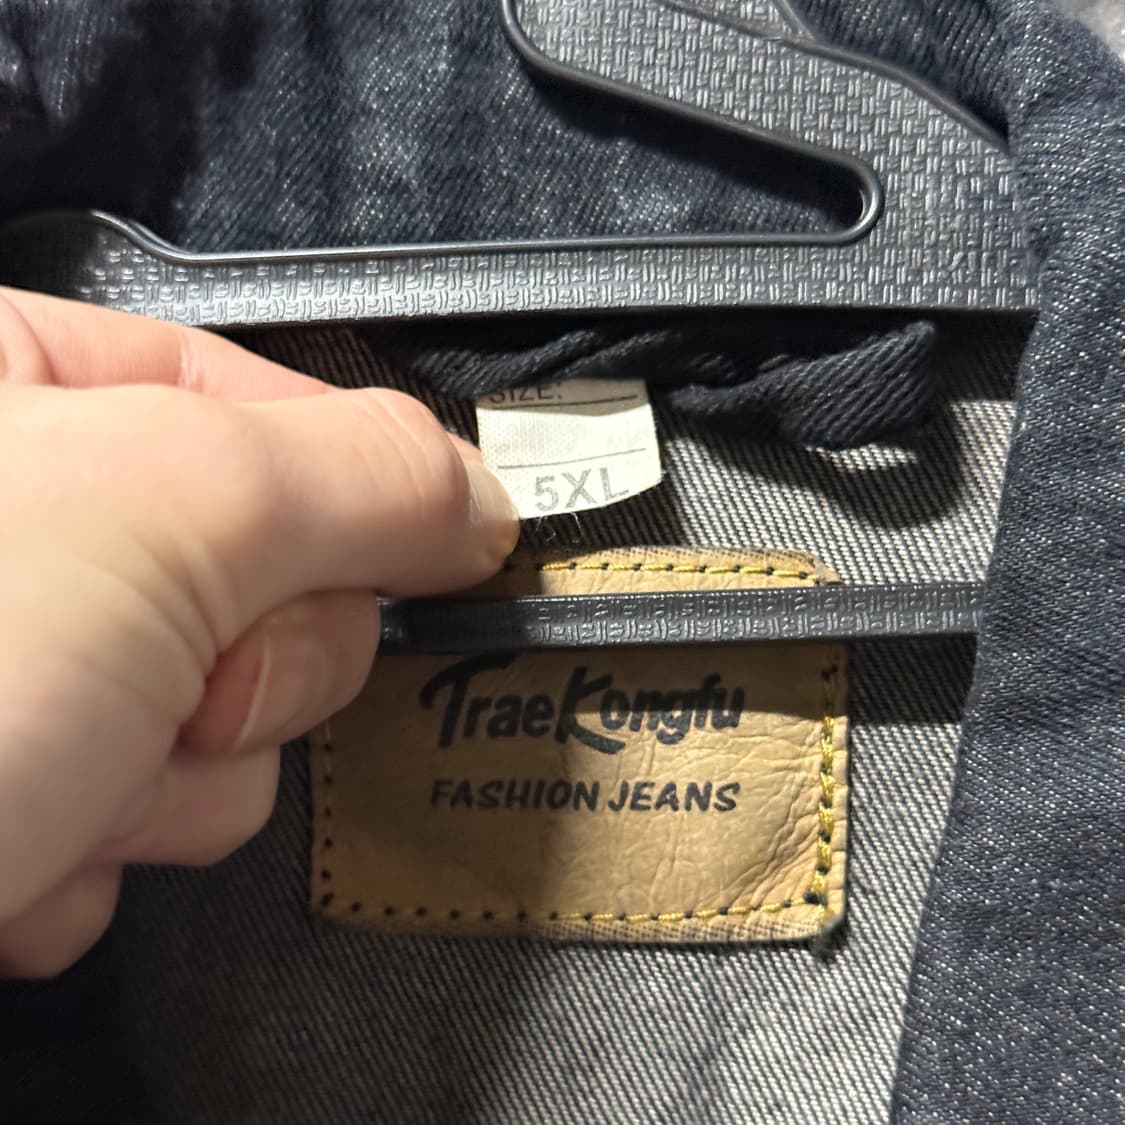 SIZE:
5XL
TraeKongfu
FASHION JEANS